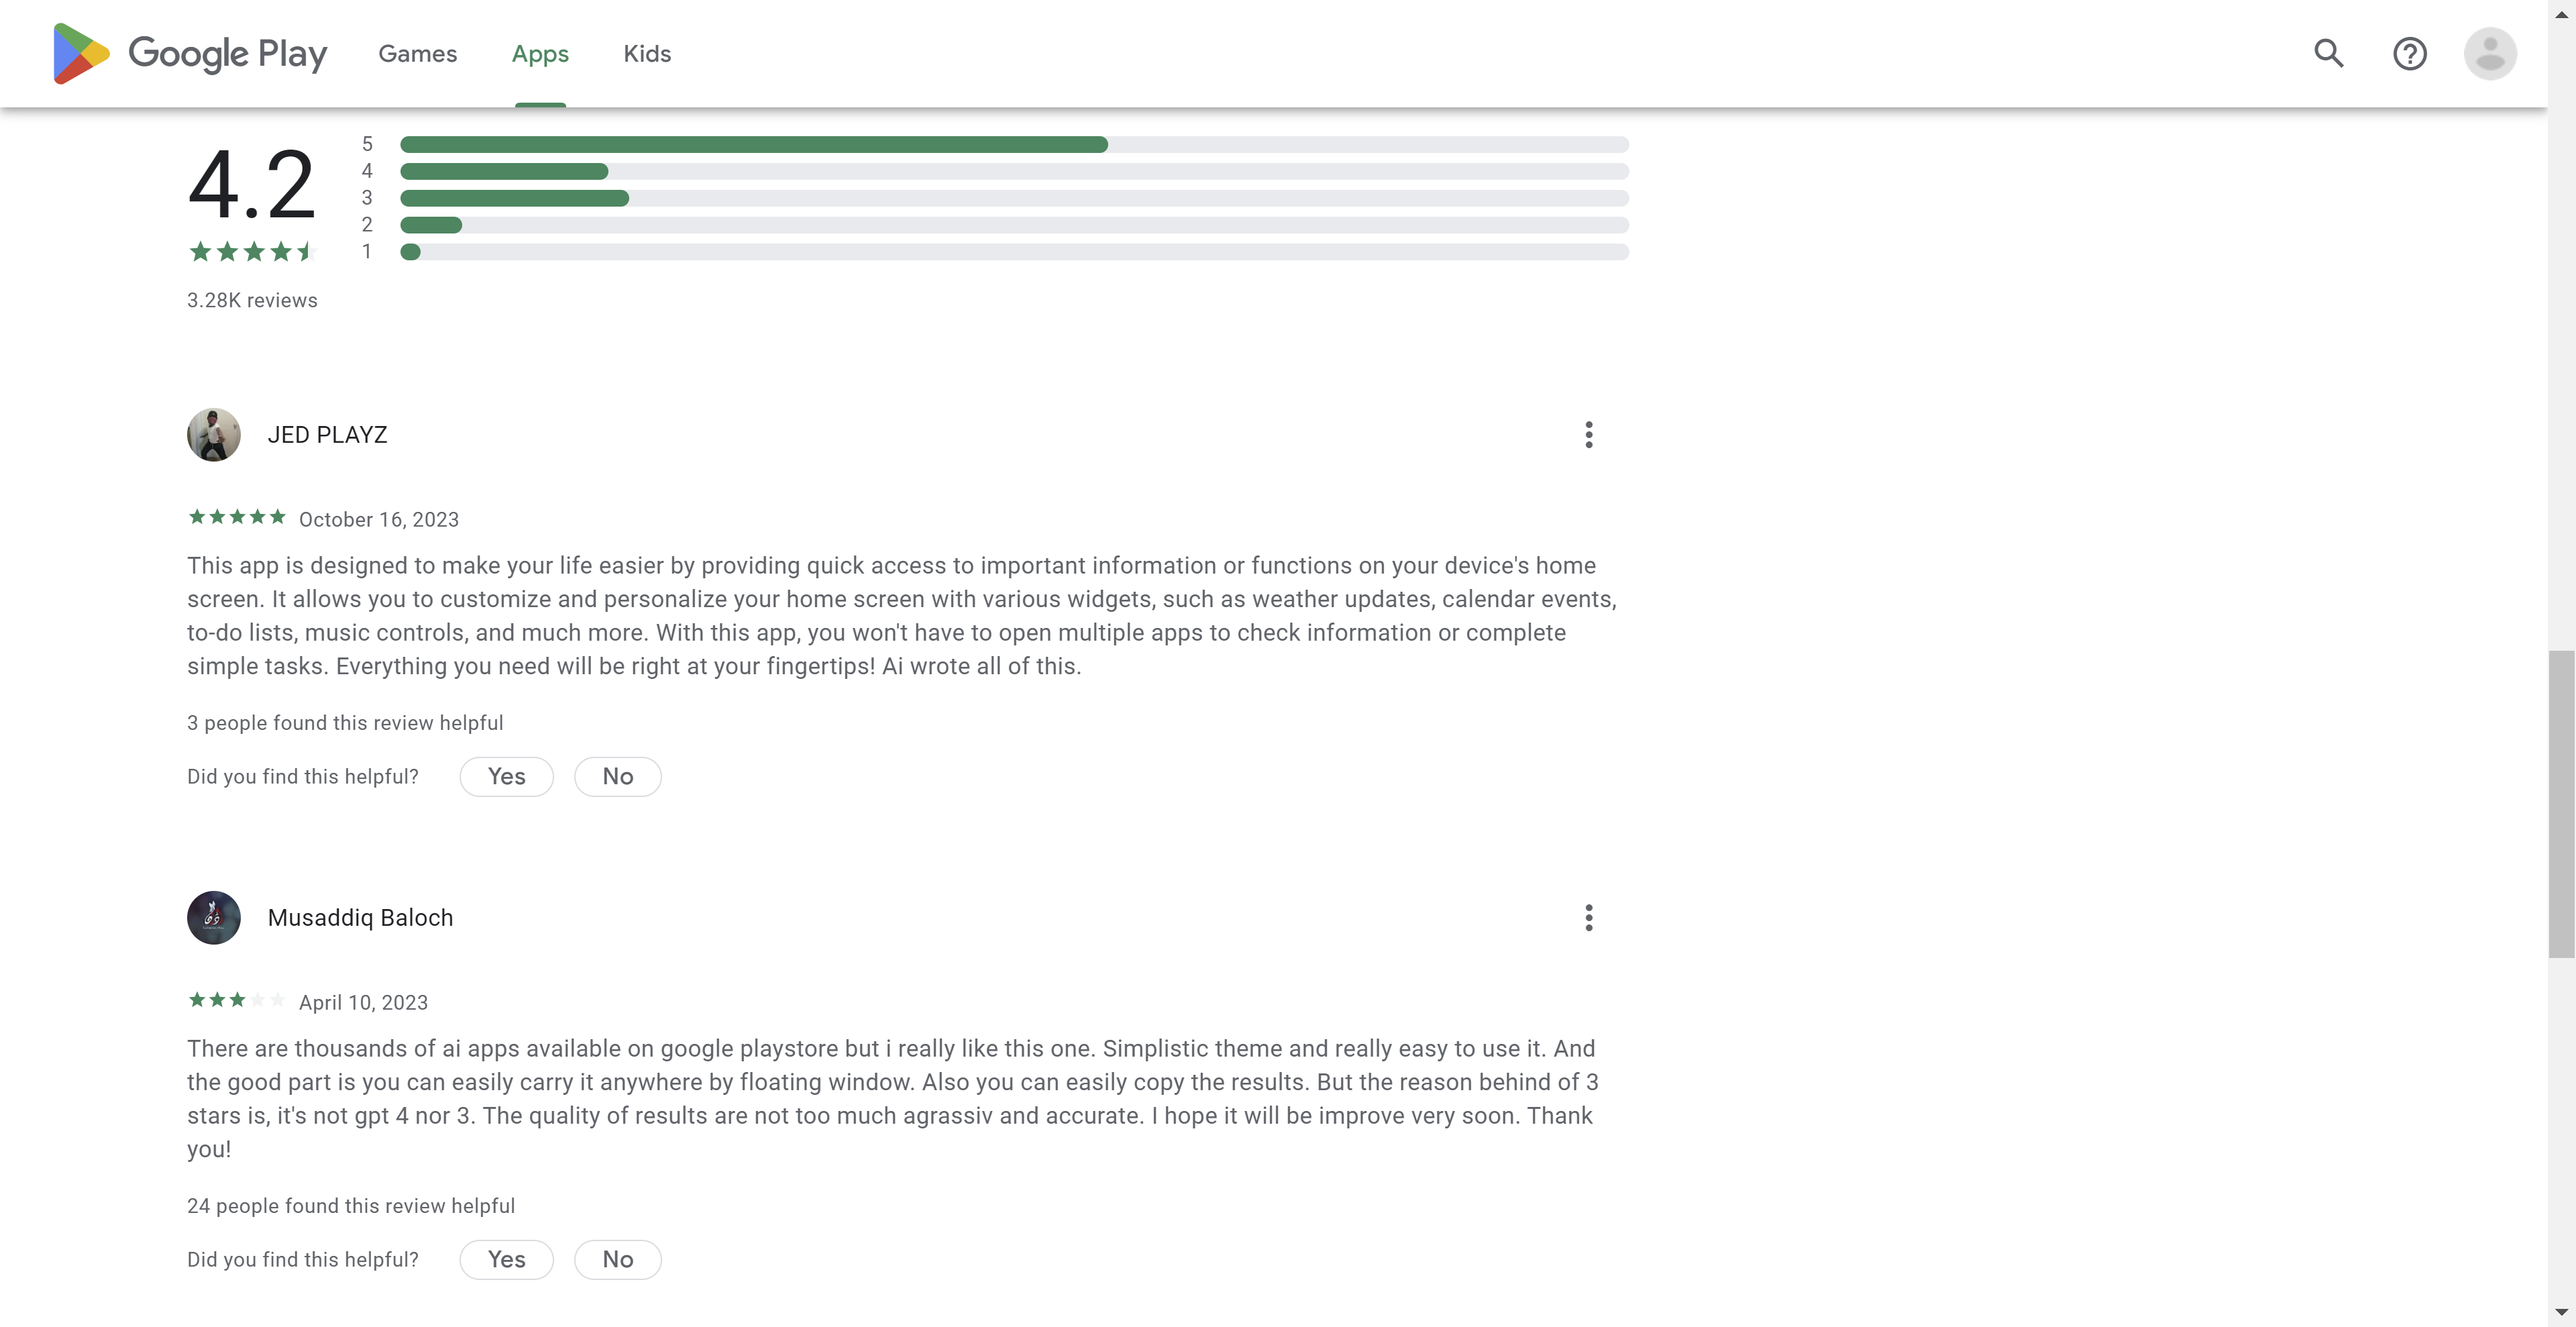 Google Play Games Apps Kids
4.2
5
4
3
2
1
3.28K reviews
JED PLAYZ
October 16, 2023
This app is designed to make your life easier by providing quick access to important information or functions on your device's home
screen. It allows you to customize and personalize your home screen with various widgets, such as weather updates, calendar events,
to-do lists, music controls, and much more. With this app, you won't have to open multiple apps to check information or complete
simple tasks. Everything you need will be right at your fingertips! Ai wrote all of this.
3 people found this review helpful
Did you find this helpful? Yes No
Musaddiq Baloch
April 10, 2023
There are thousands of ai apps available on google playstore but i really like this one. Simplistic theme and really easy to use it. And
the good part is you can easily carry it anywhere by floating window. Also you can easily copy the results. But the reason behind of 3
stars is, it's not gpt 4 nor 3. The quality of results are not too much agrassiv and accurate. I hope it will be improve very soon. Thank
you!
24 people found this review helpful
Did you find this helpful? Yes No